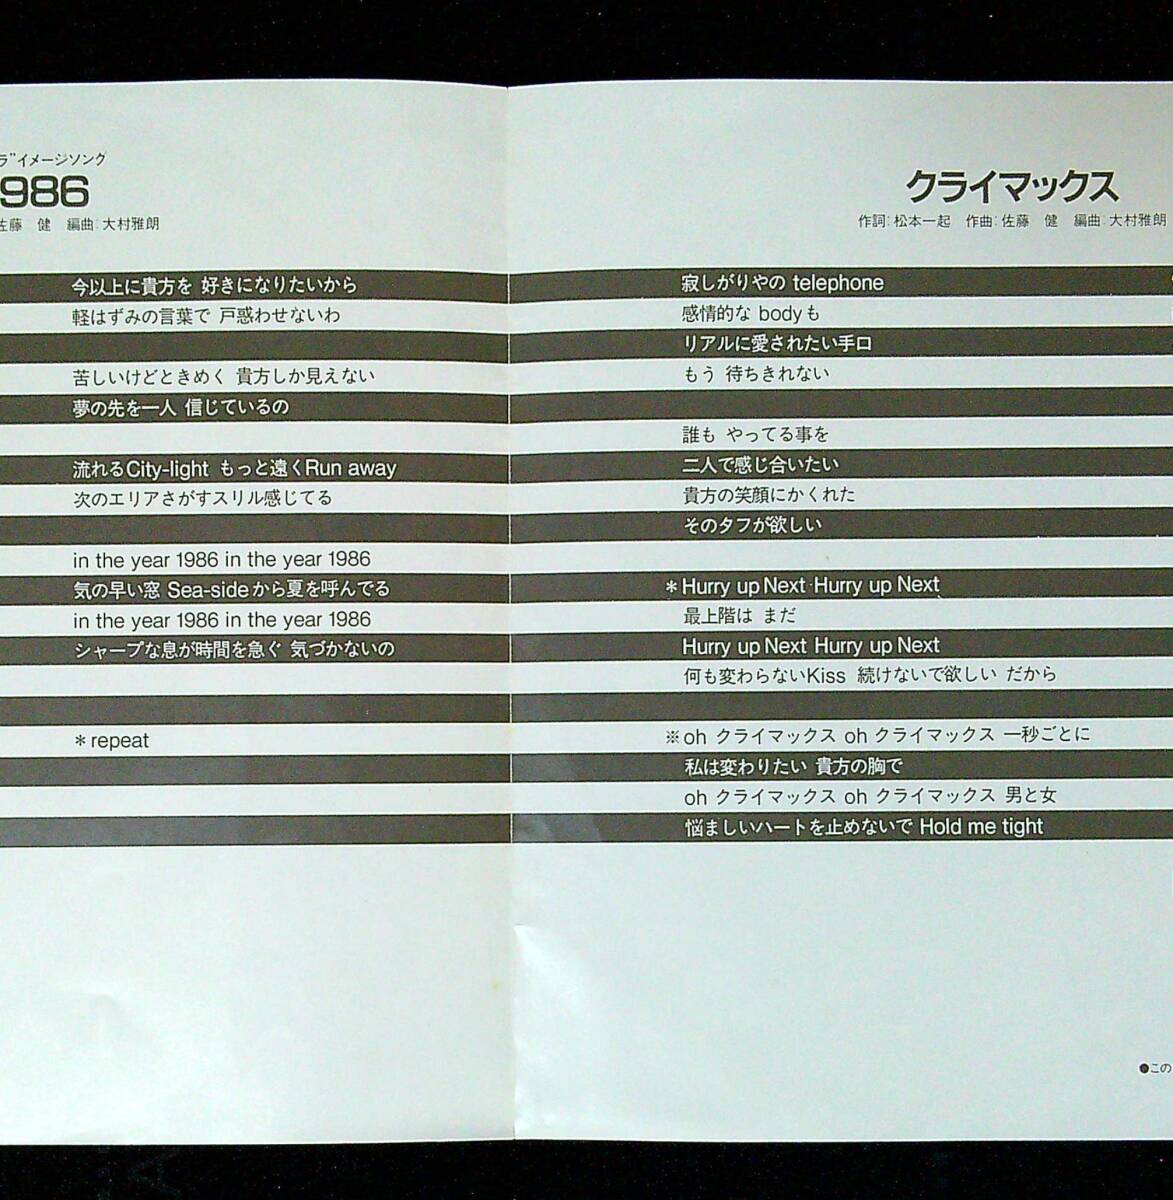 ラ”イメージソング
1986
佐藤 健 編曲:大村雅朗
今以上に貴方を 好きになりたいから
軽はずみの言葉で 戸惑わせないわ
苦しいけどときめく 貴方しか見えない
夢の先を一人 信じているの
流れるCity-light もっと遠くRun away
次のエリアさがすスリル感じてる
in the year 1986 in the year 1986
気の早い窓 Sea-sideから夏を呼んでる
in the year 1986 in the year 1986
シャープな息が時間を急ぐ 気づかないの
*repeat
クライマックス
作詞:松本一起 作曲:佐藤 健 編曲:大村雅朗
寂しがりやの telephone
感情的な bodyも
リアルに愛されたい手口
もう 待ちきれない
誰も やってる事を
二人で感じ合いたい
貴方の笑顔にかくれた
そのタフが欲しい
*Hurry up Next Hurry up Next
最上階は まだ
Hurry up Next Hurry up Next
何も変わらないKiss 続けないで欲しい だから
※oh クライマックス oh クライマックス 一秒ごとに
私は変わりたい 貴方の胸で
oh クライマックス oh クライマックス 男と女
悩ましいハートを止めないで Hold me tight
●この